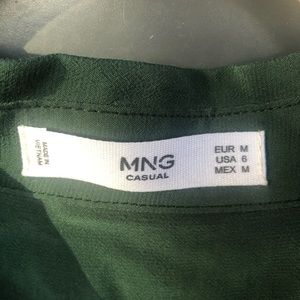 MADE IN
VIETNAM
MNG
CASUAL
EUR M
USA 6
MEX M